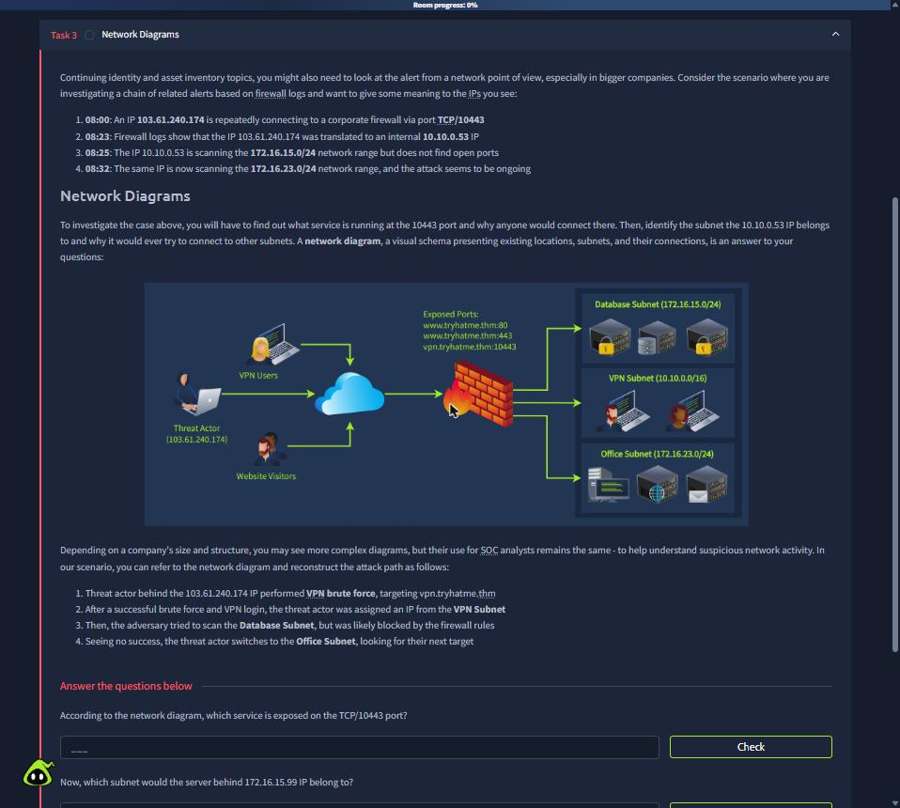 Room progress: 0%
Task 3 Network Diagrams
Continuing identity and asset inventory topics, you might also need to look at the alert from a network point of view, especially in bigger companies. Consider the scenario where you are
investigating a chain of related alerts based on firewall logs and want to give some meaning to the IPs you see:
1. 08:00: An IP 103.61.240.174 is repeatedly connecting to a corporate firewall via port TCP/10443
2. 08:23: Firewall logs show that the IP 103.61.240.174 was translated to an internal 10.10.0.53 IP
3. 08:25: The IP 10.10.0.53 is scanning the 172.16.15.0/24 network range but does not find open ports
4. 08:32: The same IP is now scanning the 172.16.23.0/24 network range, and the attack seems to be ongoing
Network Diagrams
To investigate the case above, you will have to find out what service is running at the 10443 port and why anyone would connect there. Then, identify the subnet the 10.10.0.53 IP belongs
to and why it would ever try to connect to other subnets. A network diagram, a visual schema presenting existing locations, subnets, and their connections, is an answer to your
questions:
Exposed Ports:
www.tryhatme.thm:80
www.tryhatme.thm:443
vpn.tryhatme.thm:10443
Database Subnet (172.16.15.0/24)
VPN Users
VPN Subnet (10.10.0.0/16)
Threat Actor
(103.61.240.174)
Office Subnet (172.16.23.0/24)
Website Visitors
Depending on a company's size and structure, you may see more complex diagrams, but their use for SOC analysts remains the same - to help understand suspicious network activity. In
our scenario, you can refer to the network diagram and reconstruct the attack path as follows:
1. Threat actor behind the 103.61.240.174 IP performed VPN brute force, targeting vpn.tryhatme.thm
2. After a successful brute force and VPN login, the threat actor was assigned an IP from the VPN Subnet
3. Then, the adversary tried to scan the Database Subnet, but was likely blocked by the firewall rules
4. Seeing no success, the threat actor switches to the Office Subnet, looking for their next target
Answer the questions below
According to the network diagram, which service is exposed on the TCP/10443 port?
___
Check
Now, which subnet would the server behind 172.16.15.99 IP belong to?